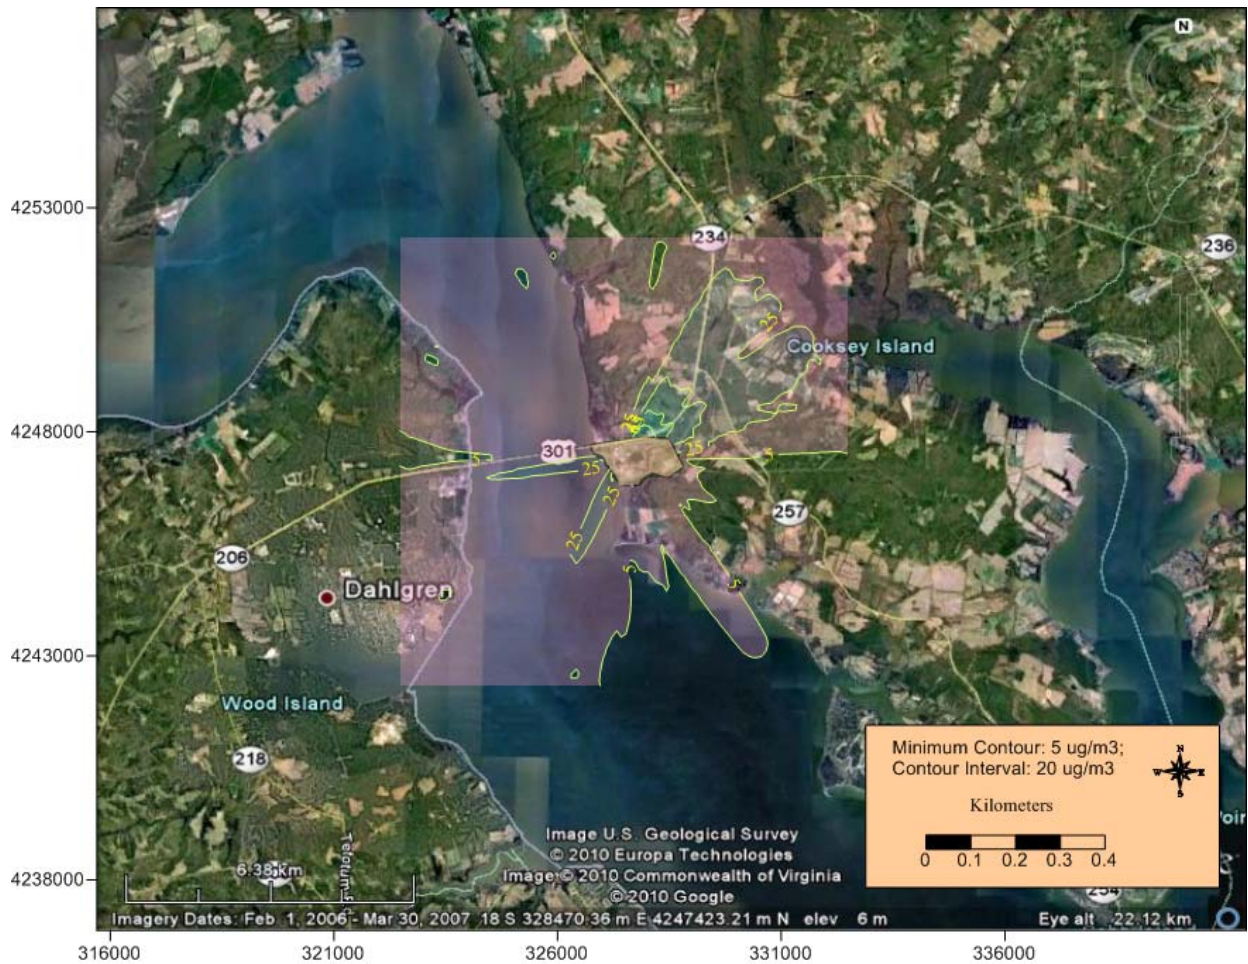 N
4253000
234
236
25
Cooksey Island
4248000
301
5
25
25
5
25
25
257
206
Dahlgren
5
5
4243000
Wood Island
218
Minimum Contour: 5 ug/m3;
Contour Interval: 20 ug/m3
N
W E
S
Kilometers
0 0.1 0.2 0.3 0.4
Image U.S. Geological Survey
© 2010 Europa Technologies
Image © 2010 Commonwealth of Virginia
© 2010 Google
6.38 km
4238000
234
Imagery Dates: Feb 1, 2006 - Mar 30, 2007 18 S 328470.36 m E 4247423.21 m N elev 6 m Eye alt 22.12 km
316000 321000 326000 331000 336000